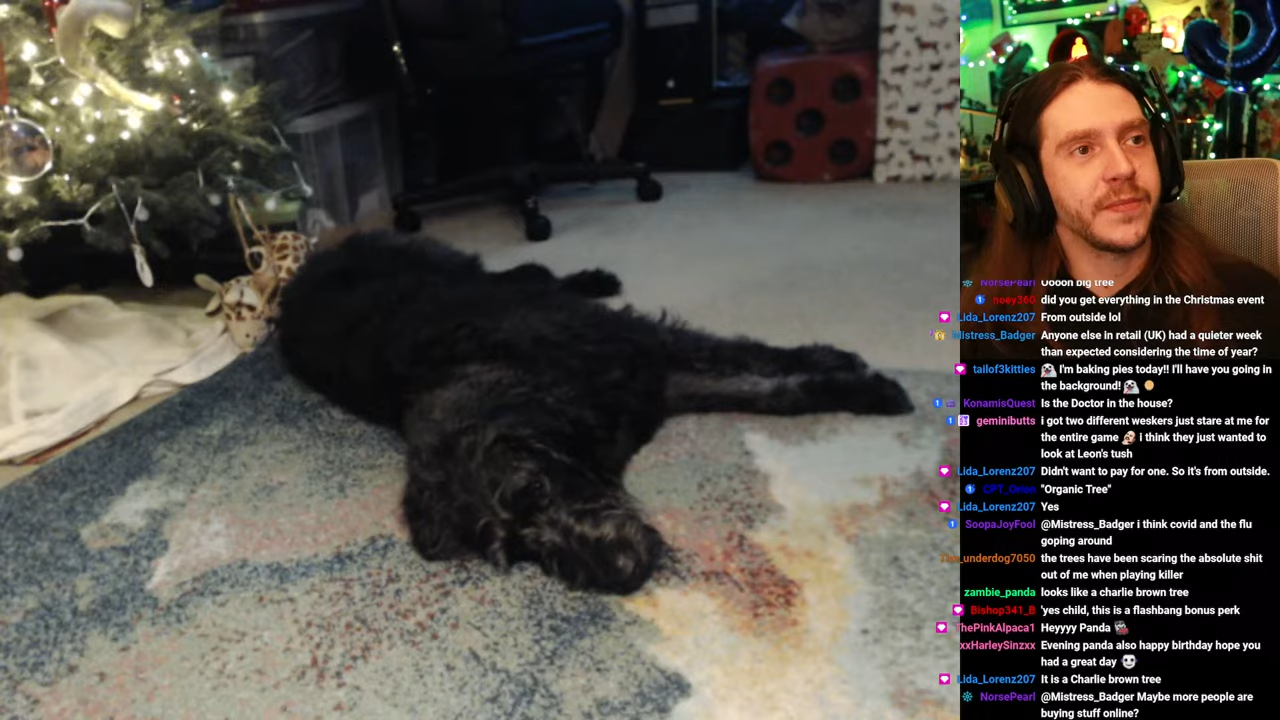 NorsePearl Ooooh big tree
noey360 did you get everything in the Christmas event
Lida_Lorenz207 From outside lol
Mistress_Badger Anyone else in retail (UK) had a quieter week
than expected considering the time of year?
tailof3kitties I'm baking pies today!! I'll have you going in
the background!
KonamisQuest Is the Doctor in the house?
geminibutts i got two different weskers just stare at me for
the entire game i think they just wanted to
look at Leon's tush
Lida_Lorenz207 Didn't want to pay for one. So it's from outside.
CPT_Orion "Organic Tree"
Lida_Lorenz207 Yes
SoopaJoyFool @Mistress_Badger i think covid and the flu
goping around
_underdog7050 the trees have been scaring the absolute shit
out of me when playing killer
zambie_panda looks like a charlie brown tree
Bishop341_B 'yes child, this is a flashbang bonus perk
ThePinkAlpaca1 Heyyyy Panda
xxHarleySinzxx Evening panda also happy birthday hope you
had a great day
Lida_Lorenz207 It is a Charlie brown tree
NorsePearl @Mistress_Badger Maybe more people are
buying stuff online?